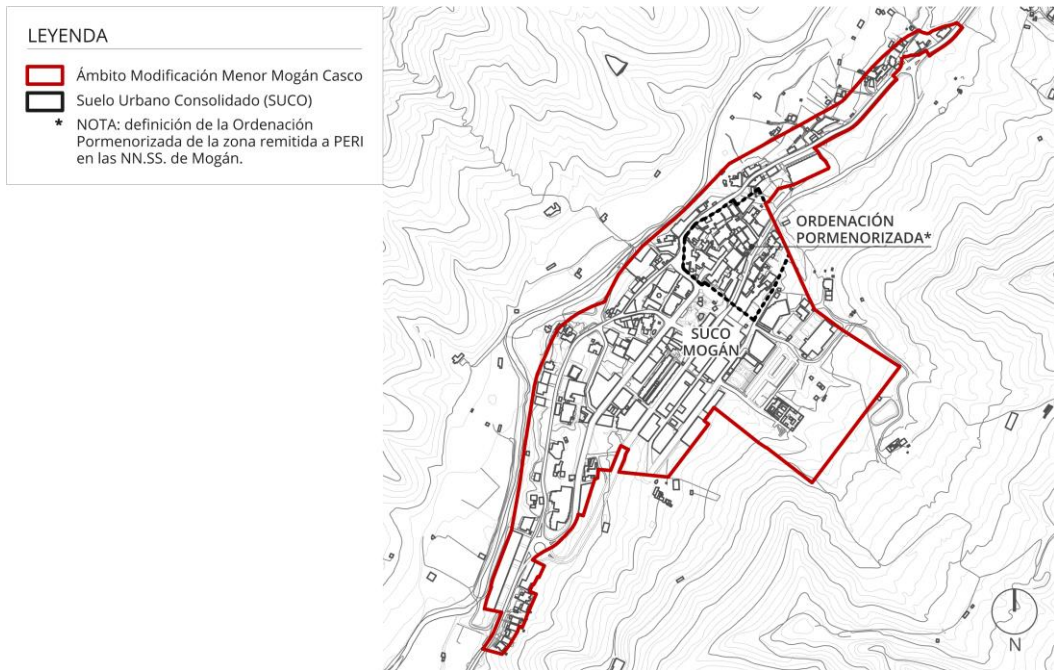 LEYENDA
Ámbito Modificación Menor Mogán Casco
Suelo Urbano Consolidado (SUCO)
* NOTA: definición de la Ordenación
Pormenorizada de la zona remitida a PERI
en las NN.SS. de Mogán.
ORDENACIÓN
PORMENORIZADA*
SUCO
MOGÁN
N